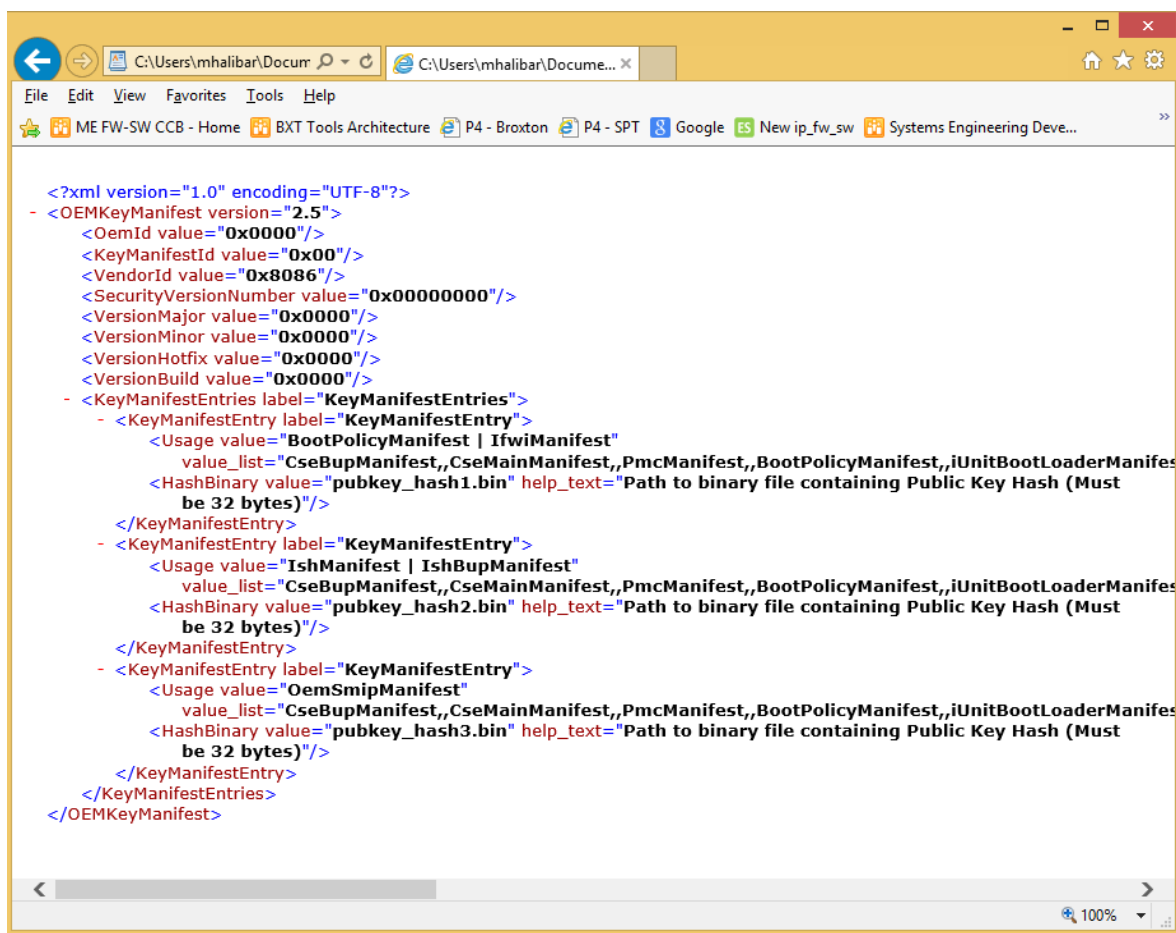 C:\Users\mhalibar\Docum
C:\Users\mhalibar\Docume...
File Edit View Favorites Tools Help
ME FW-SW CCB - Home BXT Tools Architecture P4 - Broxton P4 - SPT Google ES New ip_fw_sw Systems Engineering Deve... »
<?xml version="1.0" encoding="UTF-8"?>
- <OEMKeyManifest version="2.5">
<OemId value="0x0000"/>
<KeyManifestId value="0x00"/>
<VendorId value="0x8086"/>
<SecurityVersionNumber value="0x00000000"/>
<VersionMajor value="0x0000"/>
<VersionMinor value="0x0000"/>
<VersionHotfix value="0x0000"/>
<VersionBuild value="0x0000"/>
- <KeyManifestEntries label="KeyManifestEntries">
- <KeyManifestEntry label="KeyManifestEntry">
<Usage value="BootPolicyManifest | IfwiManifest"
value_list="CseBupManifest,,CseMainManifest,,PmcManifest,,BootPolicyManifest,,iUnitBootLoaderManifes
<HashBinary value="pubkey_hash1.bin" help_text="Path to binary file containing Public Key Hash (Must
be 32 bytes)"/>
</KeyManifestEntry>
- <KeyManifestEntry label="KeyManifestEntry">
<Usage value="IshManifest | IshBupManifest"
value_list="CseBupManifest,,CseMainManifest,,PmcManifest,,BootPolicyManifest,,iUnitBootLoaderManifes
<HashBinary value="pubkey_hash2.bin" help_text="Path to binary file containing Public Key Hash (Must
be 32 bytes)"/>
</KeyManifestEntry>
- <KeyManifestEntry label="KeyManifestEntry">
<Usage value="OemSmipManifest"
value_list="CseBupManifest,,CseMainManifest,,PmcManifest,,BootPolicyManifest,,iUnitBootLoaderManifes
<HashBinary value="pubkey_hash3.bin" help_text="Path to binary file containing Public Key Hash (Must
be 32 bytes)"/>
</KeyManifestEntry>
</KeyManifestEntries>
</OEMKeyManifest>
100%